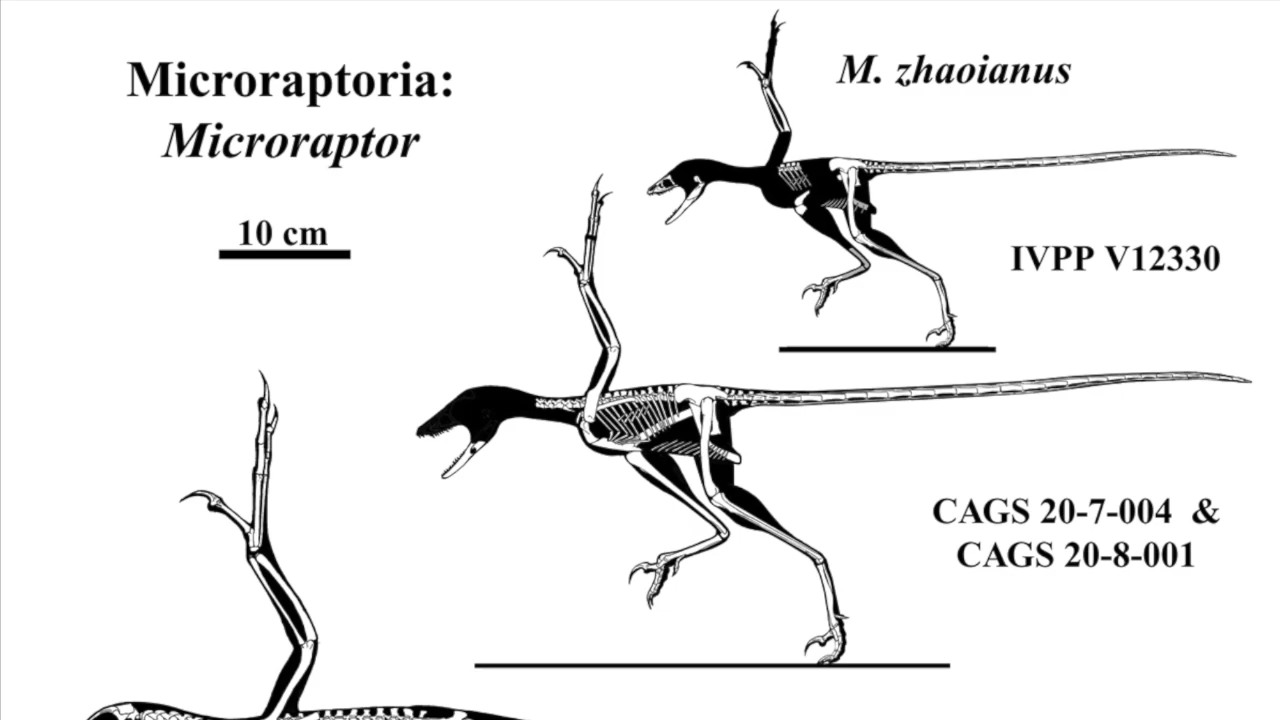 Microraptoria:
Microraptor
10 cm
M. zhaoianus
IVPP V12330
CAGS 20-7-004 &
CAGS 20-8-001